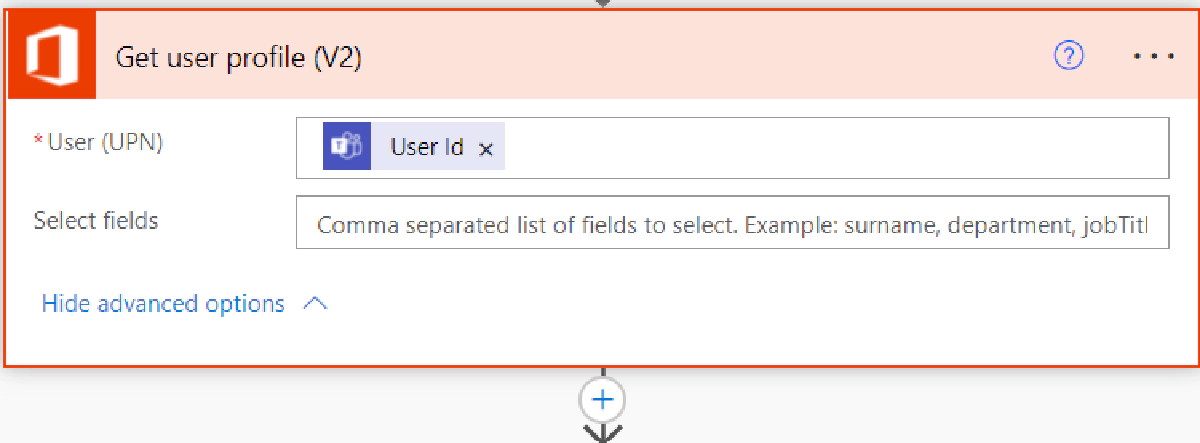 Get user profile (V2)
* User (UPN)
User Id ×
Select fields
Comma separated list of fields to select. Example: surname, department, jobTitl
Hide advanced options